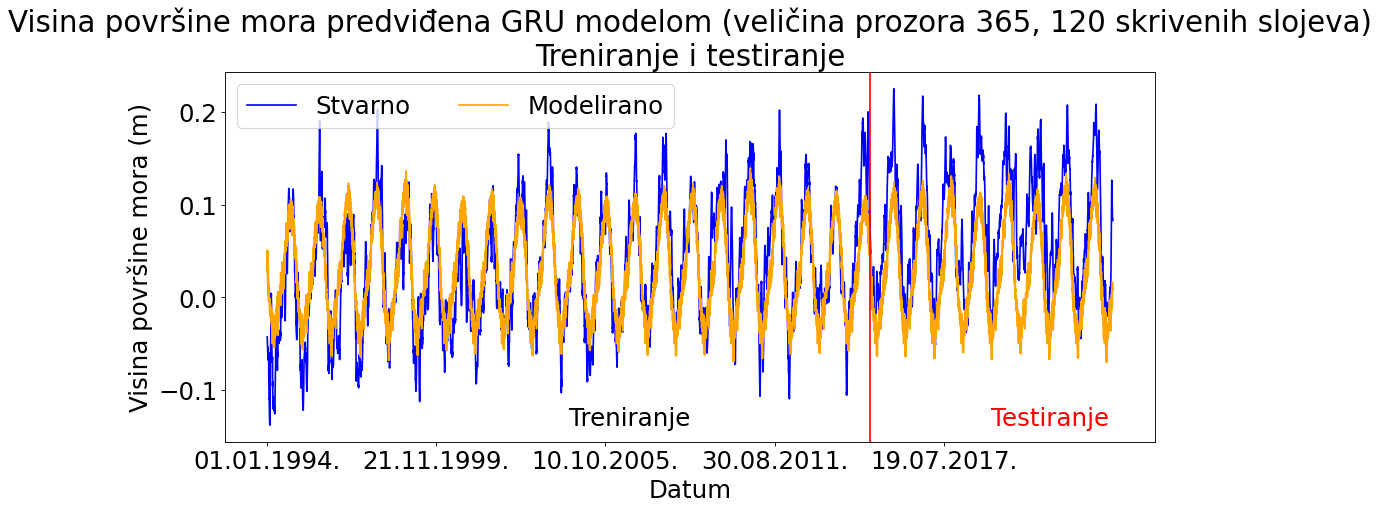 Visina površine mora predviđena GRU modelom (veličina prozora 365, 120 skrivenih slojeva)
Treniranje i testiranje
Stvarno
Modelirano
Visina površine mora (m)
0.2
0.1
0.0
−0.1
Treniranje
Testiranje
01.01.1994.
21.11.1999.
10.10.2005.
30.08.2011.
19.07.2017.
Datum